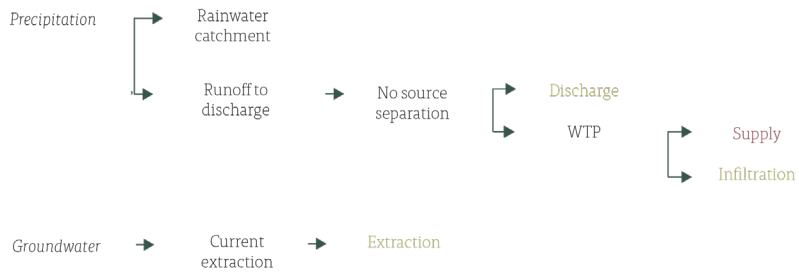 Precipitation
Rainwater
catchment
Runoff to
discharge
No source
separation
Discharge
WTP
Supply
Infiltration
Groundwater
Current
extraction
Extraction